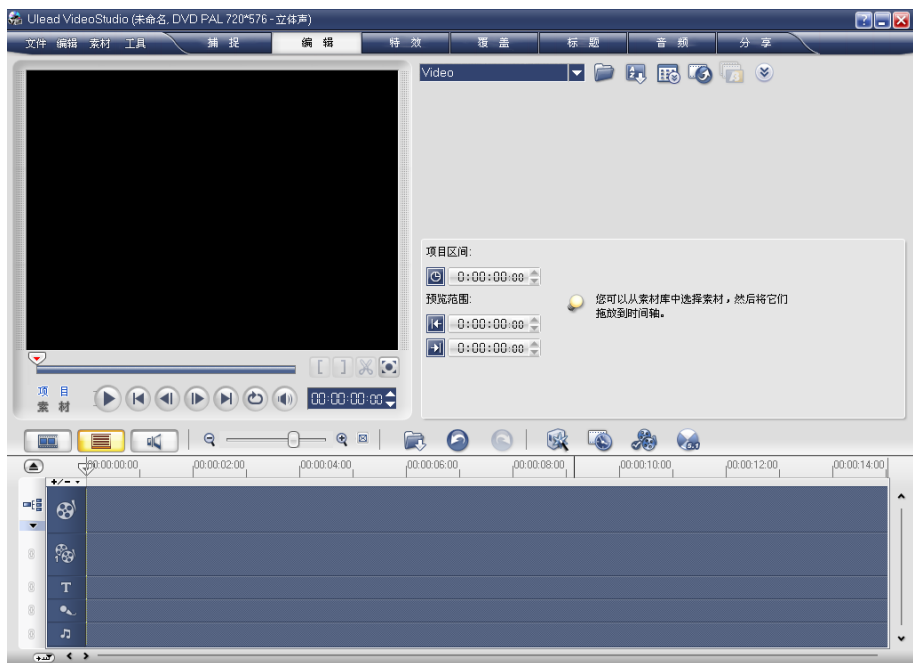 Ulead VideoStudio (未命名, DVD PAL 720*576 - 立体声)
文件 编辑 素材 工具 捕捉 编辑 特效 覆盖 标题 音频 分享
Video
项目区间:
0:00:00:00
预览范围:
0:00:00:00
0:00:00:00
您可以从素材库中选择素材，然后将它们
拖放到时间轴。
项目
素材
00:00:00:00
00:00:00:00 00:00:02:00 00:00:04:00 00:00:06:00 00:00:08:00 00:00:10:00 00:00:12:00 00:00:14:00
+/-
T